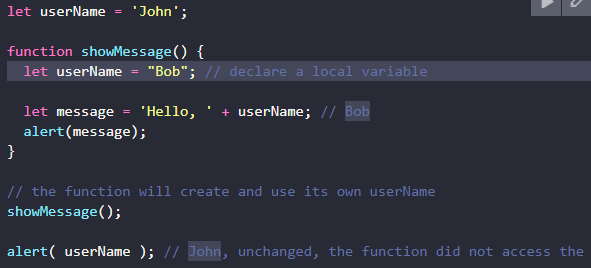 let userName = 'John';
function showMessage() {
let userName = "Bob"; // declare a local variable
let message = 'Hello, ' + userName; // Bob
alert(message);
}
// the function will create and use its own userName
showMessage();
alert( userName ); // John, unchanged, the function did not access the